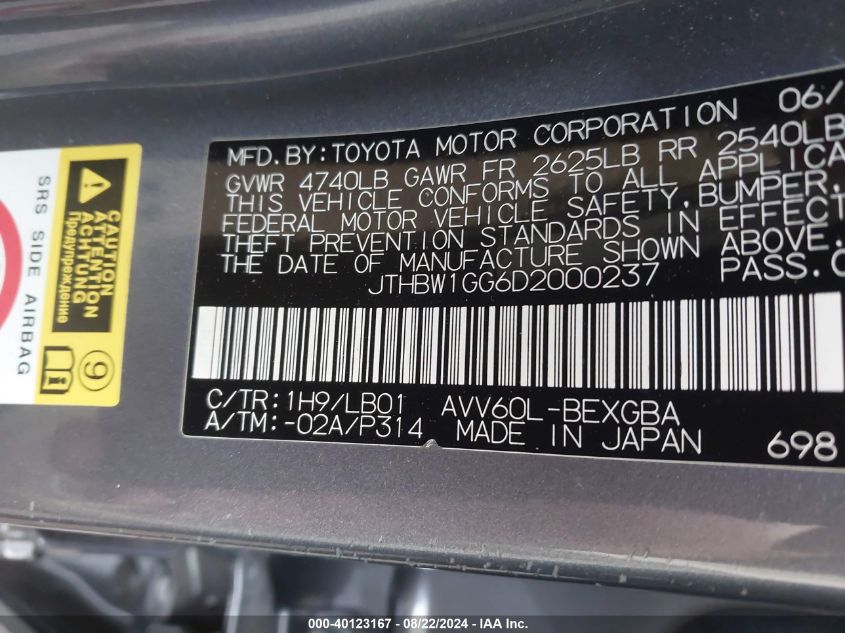 MFD.BY:TOYOTA MOTOR CORPORATION 06/
GVWR 4740LB GAWR FR 2625LB RR 2540LB
THIS VEHICLE CONFORMS TO ALL APPLICA
FEDERAL MOTOR VEHICLE SAFETY,BUMPER,
THEFT PREVENTION STANDARDS IN EFFECT
THE DATE OF MANUFACTURE SHOWN ABOVE.
JTHBW1GG6D2000237 PASS.C
C/TR:1H9/LB01 AVV60L-BEXGBA
A/TM:-02A/P314 MADE IN JAPAN 698
SRS SIDE AIRBAG
CAUTION
ATTENTION
ACHTUNG
Предупреждение
9
000-40123167 - 08/22/2024 - AVV Inc.